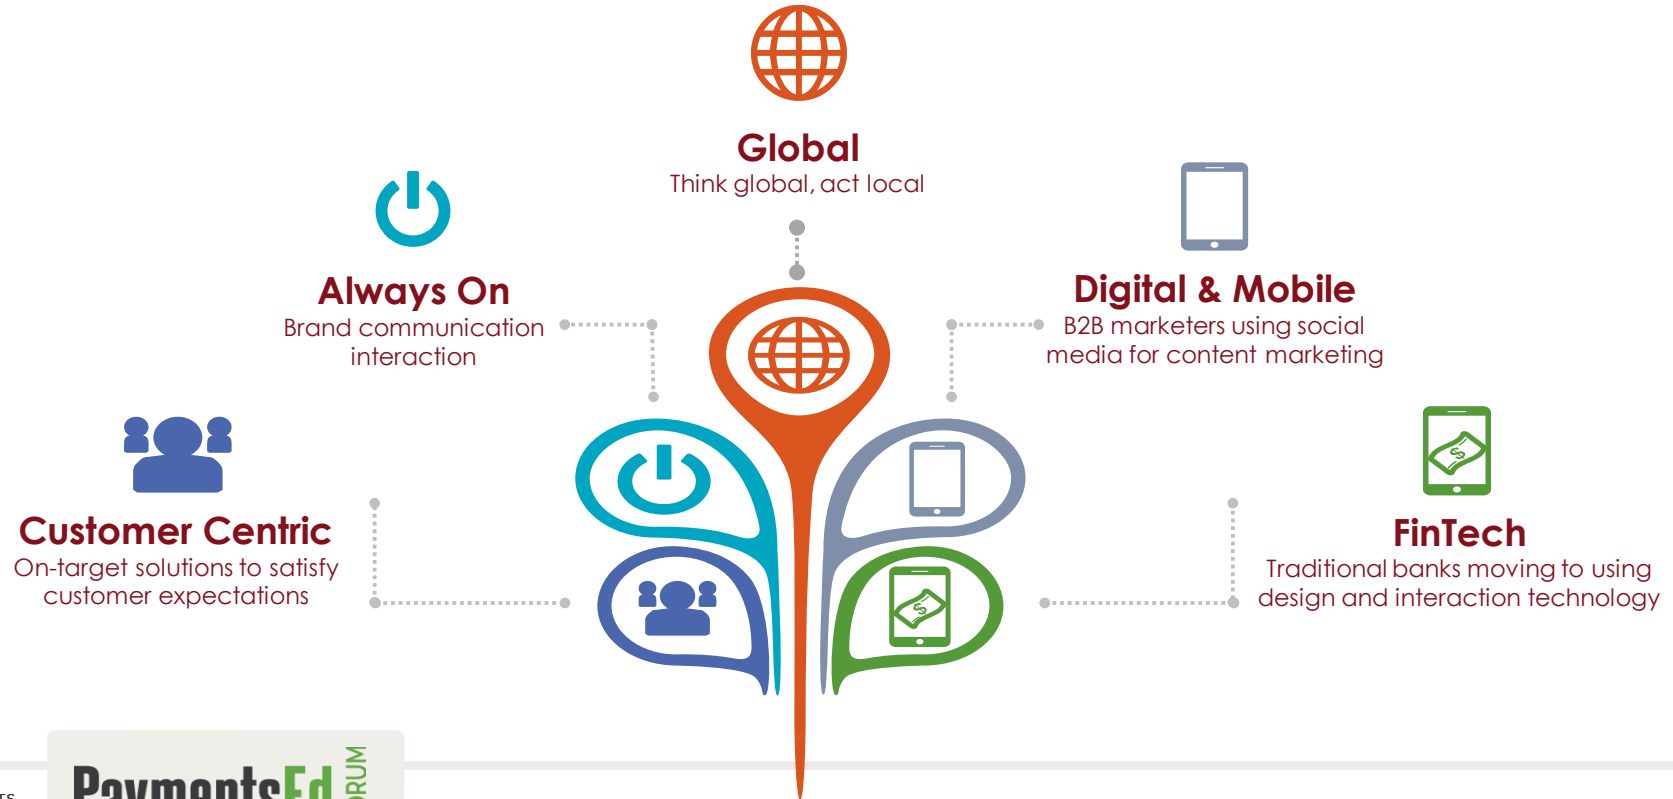 Global
Think global, act local
Always On
Brand communication
interaction
Digital & Mobile
B2B marketers using social
media for content marketing
Customer Centric
On-target solutions to satisfy
customer expectations
FinTech
Traditional banks moving to using
design and interaction technology
PaymentsEd